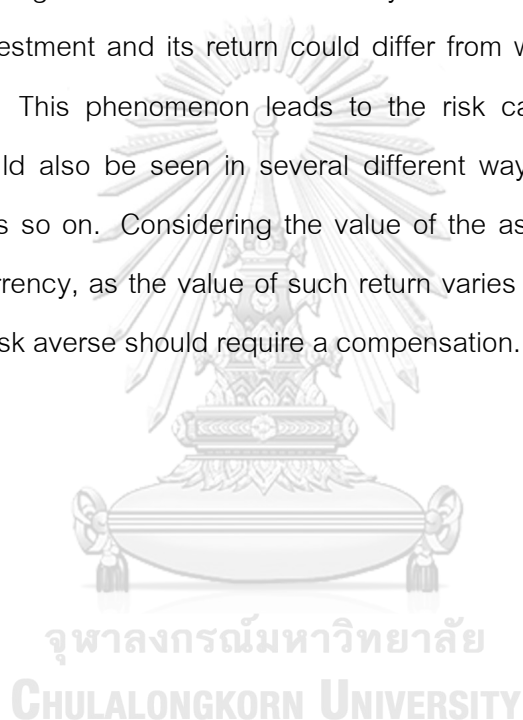 estment and its return could differ from w
This phenomenon leads to the risk ca
ld also be seen in several different way
s so on. Considering the value of the as
rrency, as the value of such return varies
sk averse should require a compensation.
จุฬาลงกรณ์มหาวิทยาลัย
CHULALONGKORN UNIVERSITY